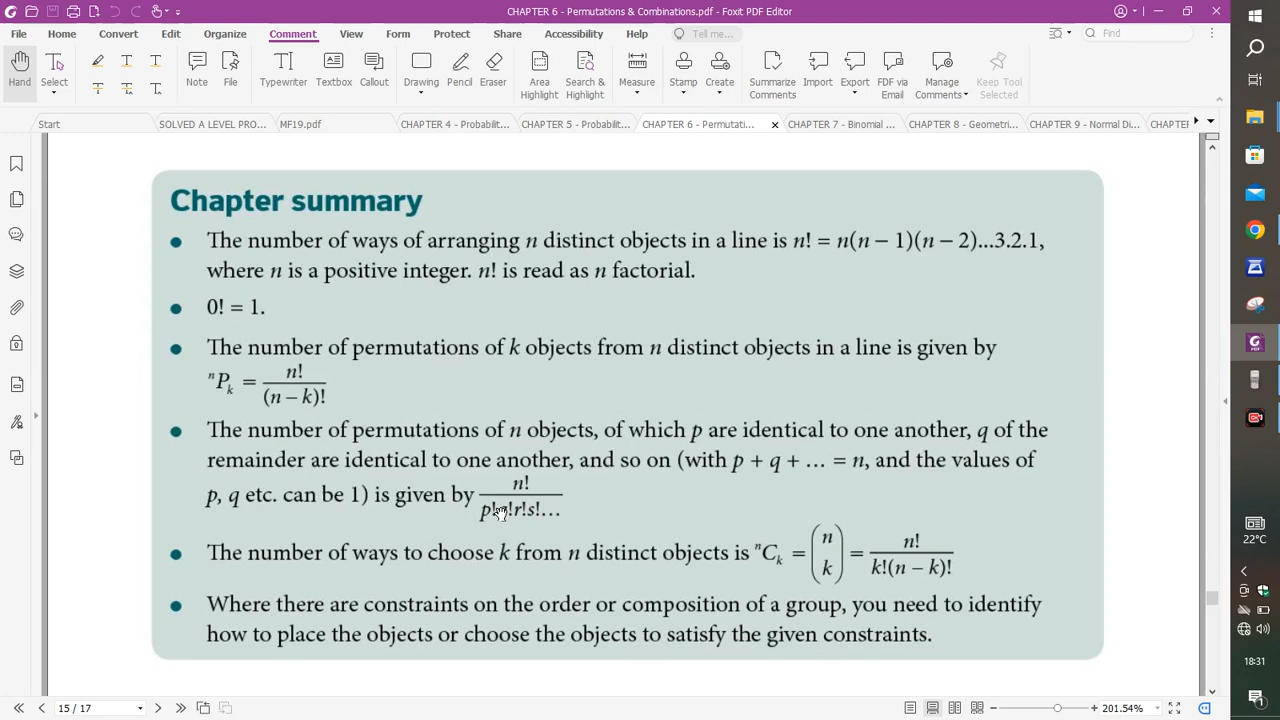 CHAPTER 6 - Permutations & Combinations.pdf - Foxit PDF Editor
File Home Convert Edit Organize Comment View Form Protect Share Accessibility Help Tell me... Find
Hand Select Note File Typewriter Textbox Callout Drawing Pencil Eraser Area Highlight Search & Highlight Measure Stamp Create Summarize Comments Import Export FDF via Email Manage Comments Keep Tool Selected
Start SOLVED A LEVEL PRO... MF19.pdf CHAPTER 4 - Probabilit... CHAPTER 5 - Probabilit... CHAPTER 6 - Permutati... CHAPTER 7 - Binomial ... CHAPTER 8 - Geometri... CHAPTER 9 - Normal Di... CHAPTE
Chapter summary
• The number of ways of arranging n distinct objects in a line is n! = n(n − 1)(n − 2)...3.2.1,
where n is a positive integer. n! is read as n factorial.
• 0! = 1.
• The number of permutations of k objects from n distinct objects in a line is given by
ⁿPₖ = n! / (n − k)!
• The number of permutations of n objects, of which p are identical to one another, q of the
remainder are identical to one another, and so on (with p + q + … = n, and the values of
p, q etc. can be 1) is given by n! / p! !r!s!…
• The number of ways to choose k from n distinct objects is ⁿCₖ = (n k) = n! / k!(n − k)!
• Where there are constraints on the order or composition of a group, you need to identify
how to place the objects or choose the objects to satisfy the given constraints.
15 / 17
201.54%
PDF
22°C
18:31
1